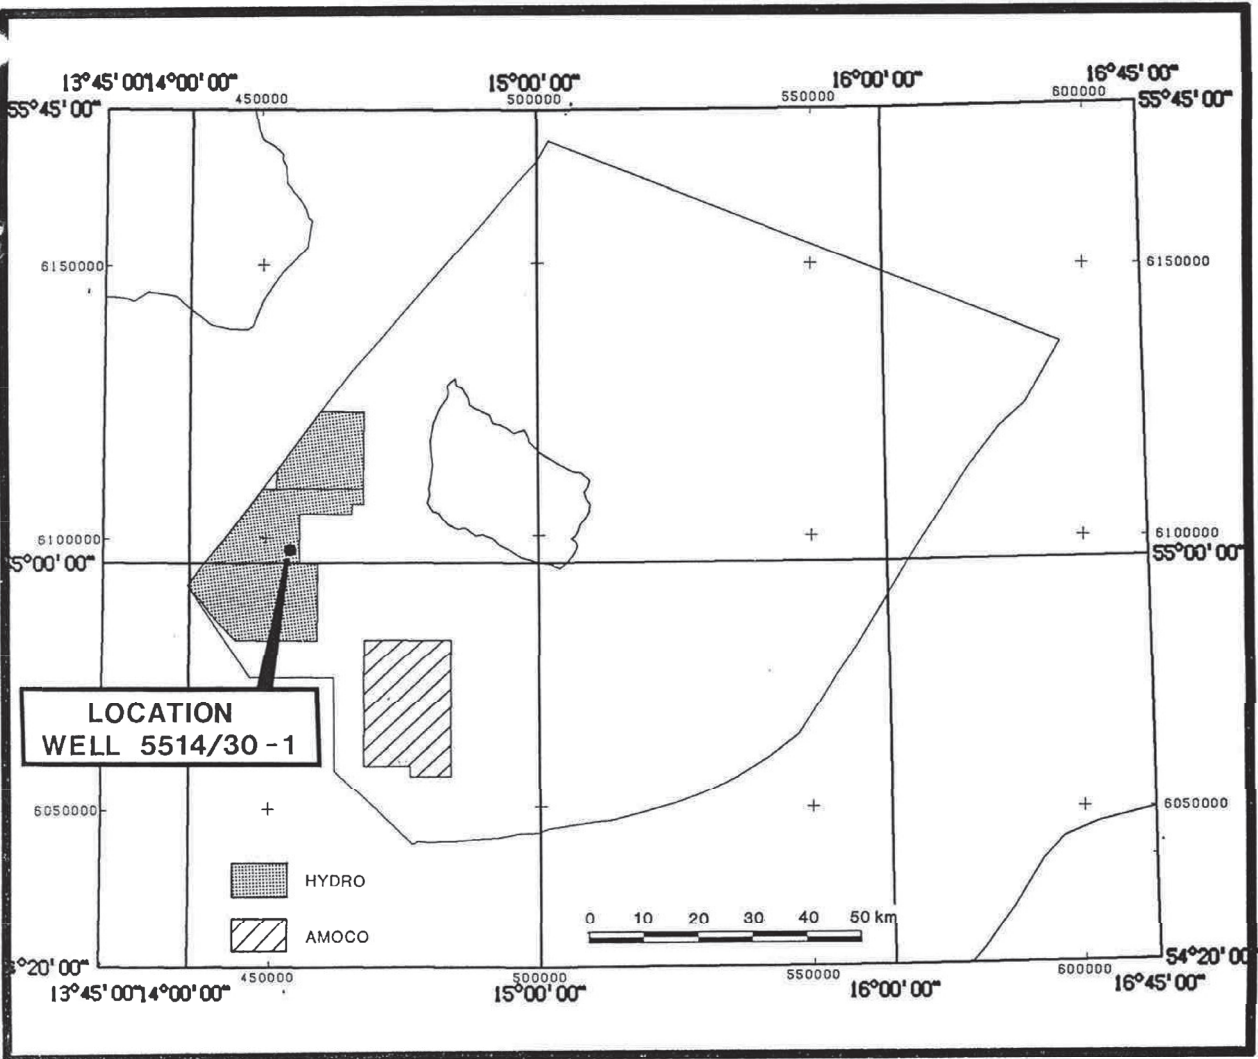 13°45'00"14°00'00" 15°00'00" 16°00'00" 16°45'00"
450000 500000 550000 600000
55°45'00" 55°45'00"
6150000 6150000
6100000 6100000
5°00'00" 55°00'00"
LOCATION
WELL 5514/30-1
6050000 6050000
HYDRO
0 10 20 30 40 50 km
AMOCO
°20'00" 54°20'00
450000 500000 550000 600000
13°45'00"14°00'00" 15°00'00" 16°00'00" 16°45'00"